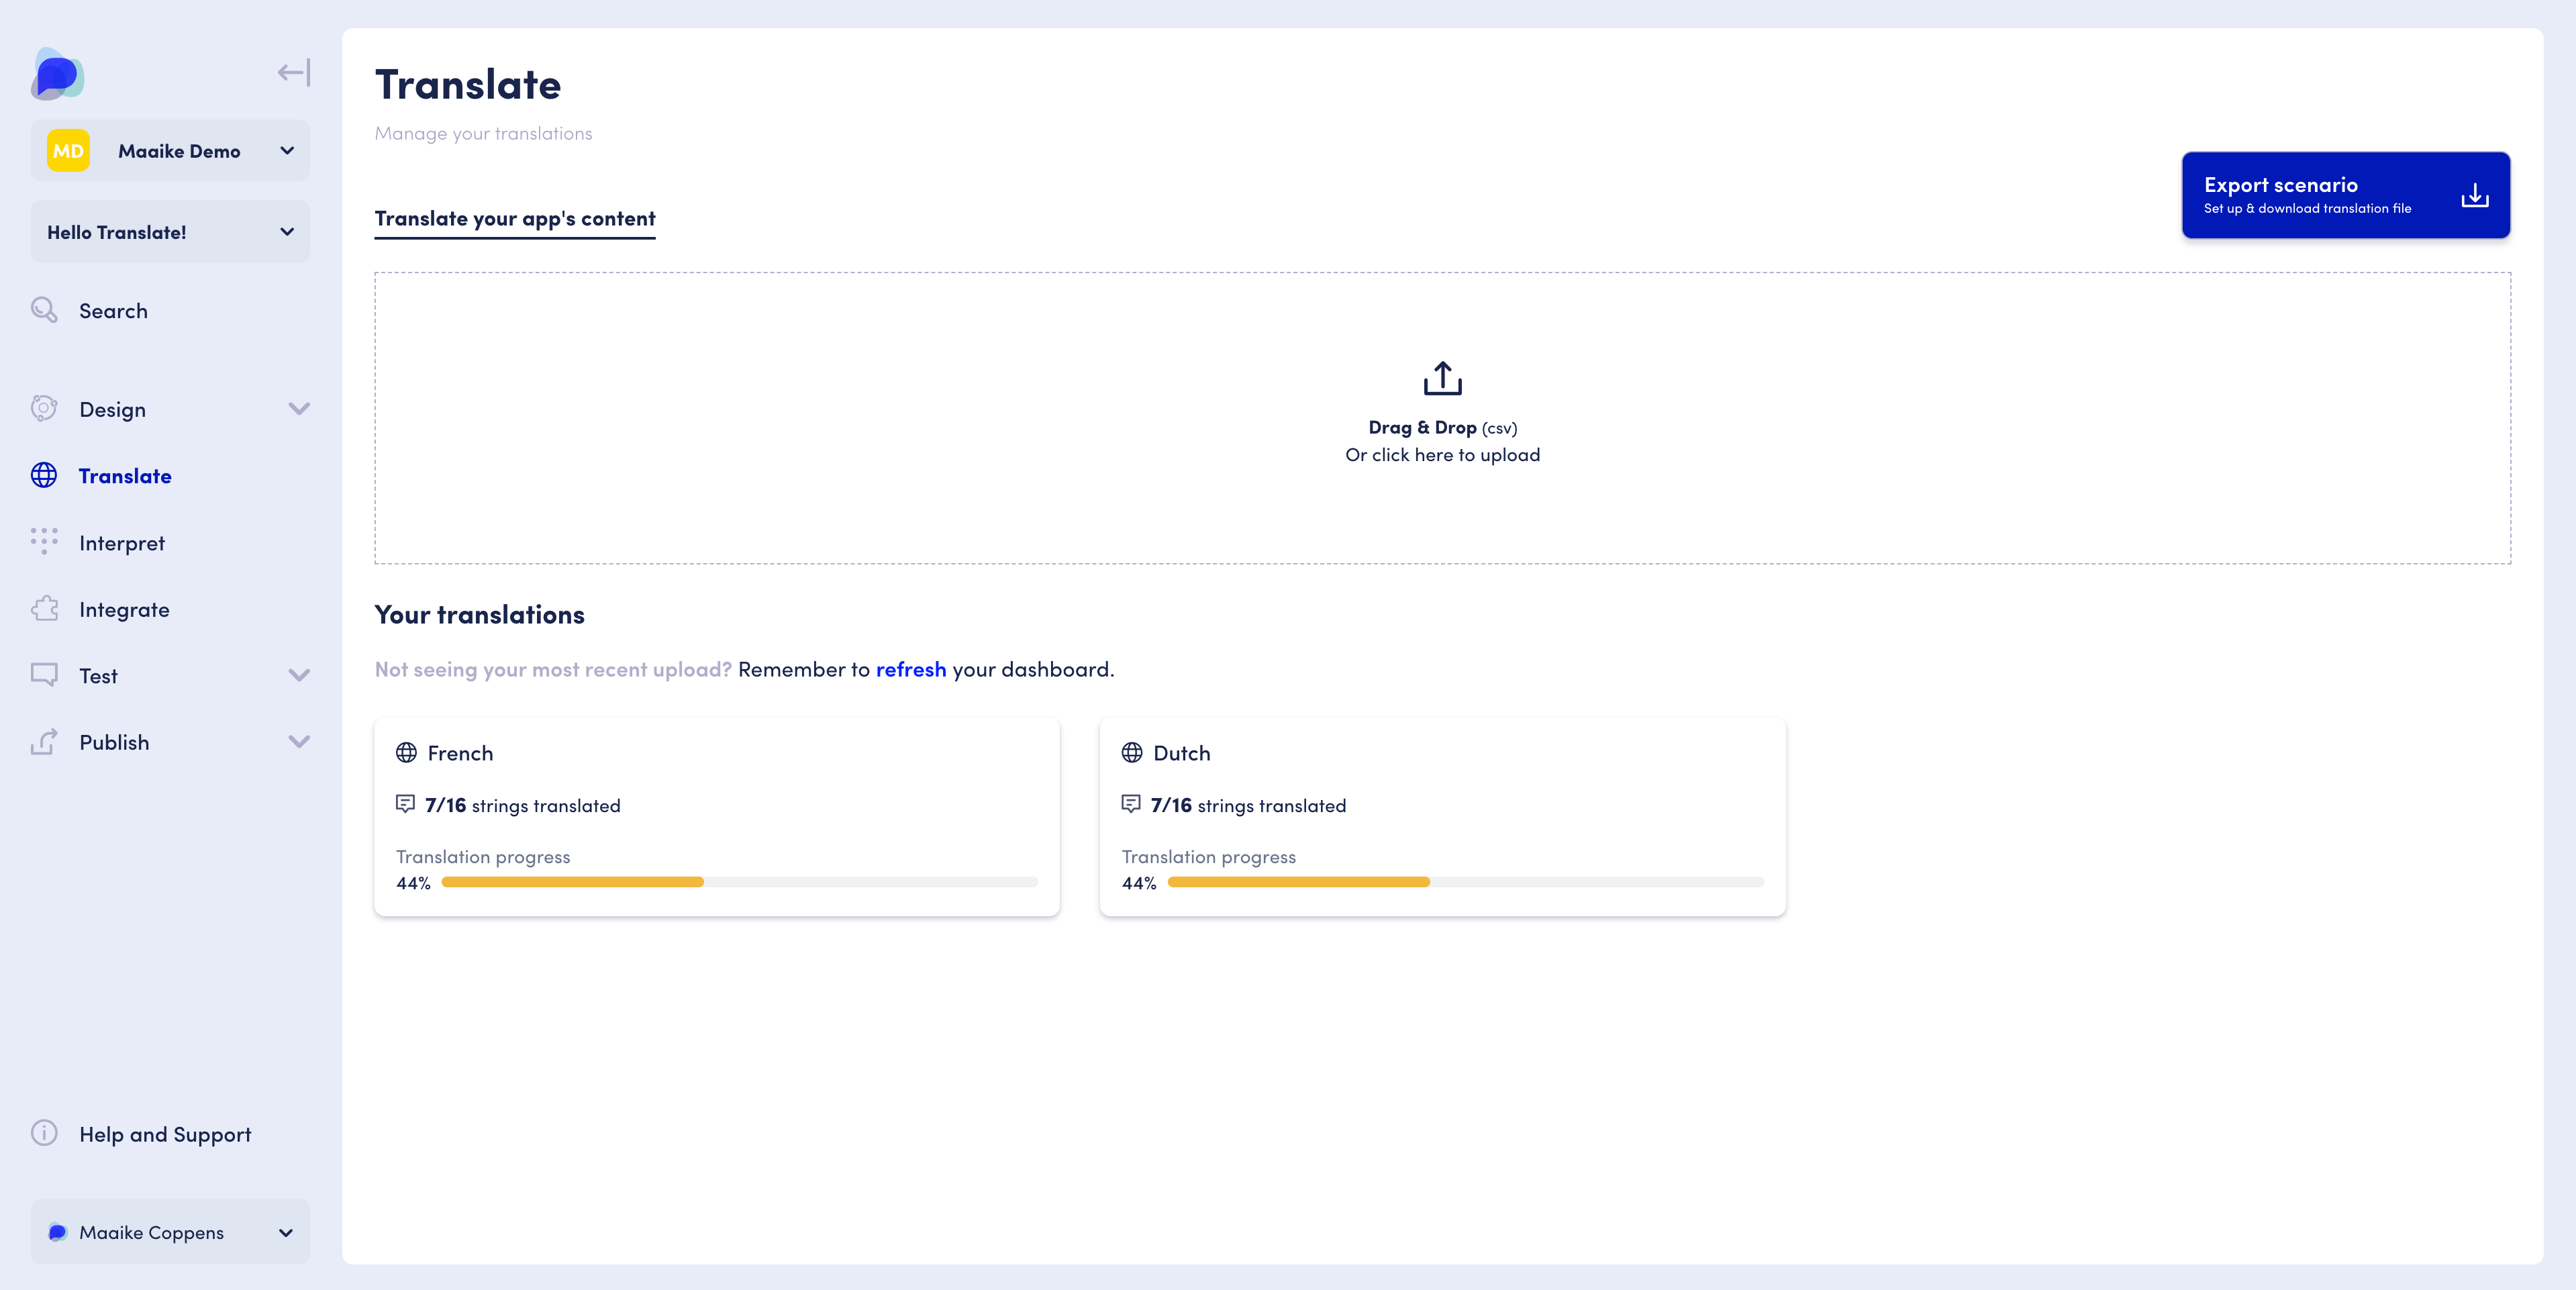 MD Maaike Demo
Hello Translate!
Search
Design
Translate
Interpret
Integrate
Test
Publish
Help and Support
Maaike Coppens
Translate
Manage your translations
Translate your app's content
Export scenario
Set up & download translation file
Drag & Drop (csv)
Or click here to upload
Your translations
Not seeing your most recent upload? Remember to refresh your dashboard.
French
7/16 strings translated
Translation progress
44%
Dutch
7/16 strings translated
Translation progress
44%